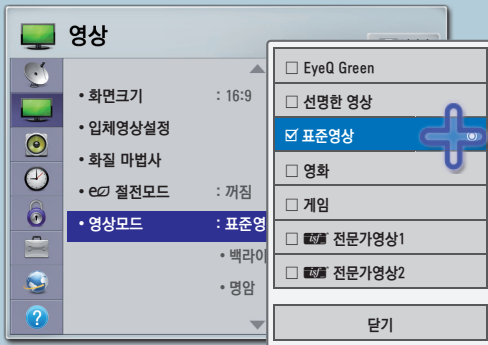 영상
• 화면크기 : 16:9
• 입체영상설정
• 화질 마법사
• 절전모드 : 꺼짐
• 영상모드 : 표준영
• 백라이
• 명암
EyeQ Green
선명한 영상
표준영상
영화
게임
isf 전문가영상1
isf 전문가영상2
닫기